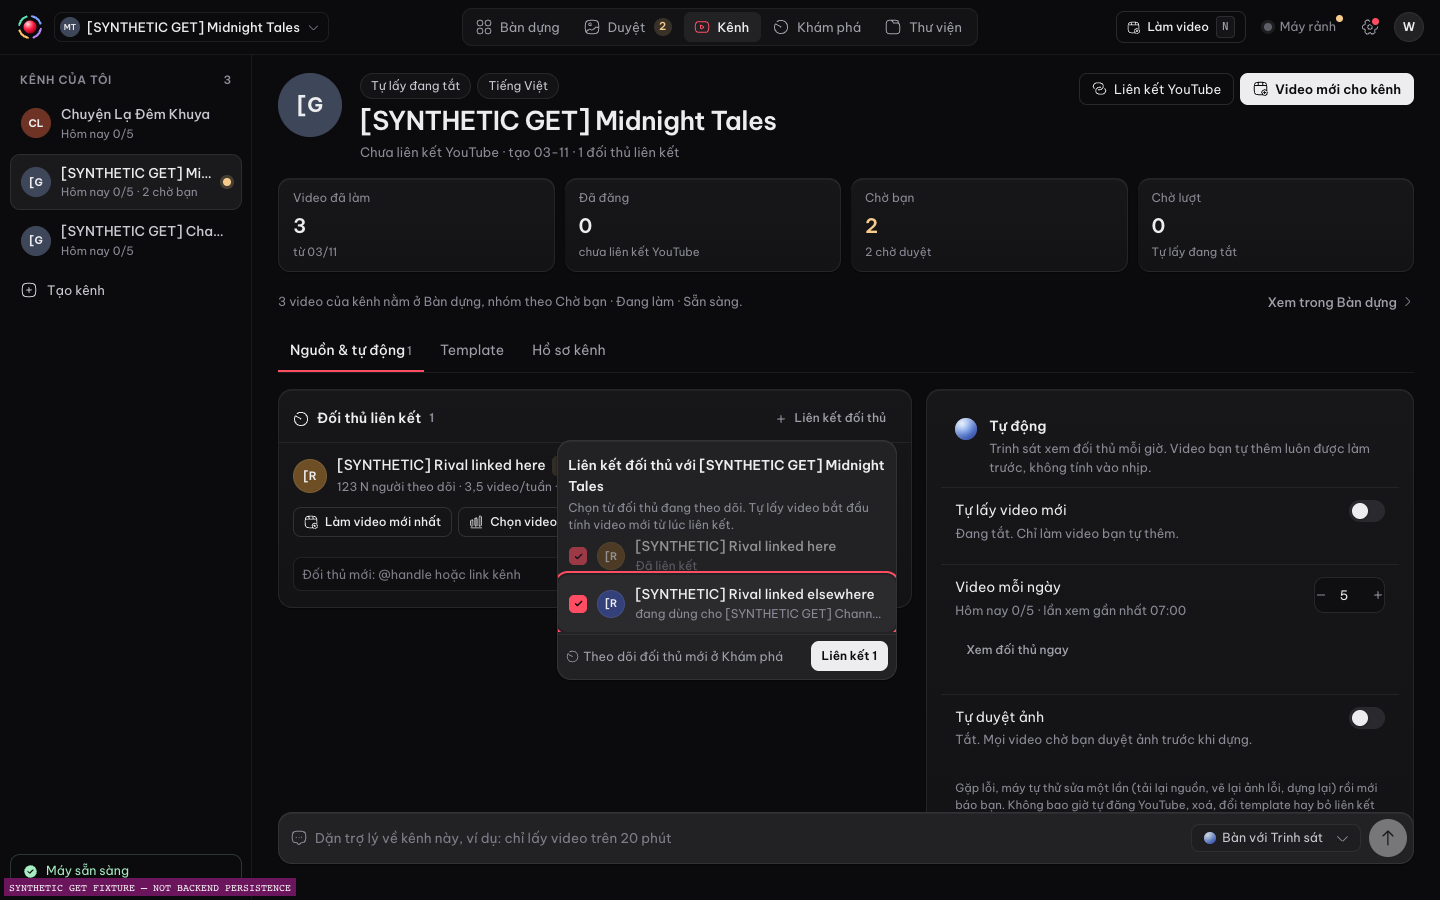 MT [SYNTHETIC GET] Midnight Tales
Bàn dựng
Duyệt 2
Kênh
Khám phá
Thư viện
Làm video N
Máy rảnh
W
KÊNH CỦA TÔI 3
CL
Chuyện Lạ Đêm Khuya
Hôm nay 0/5
[G
[SYNTHETIC GET] Mi...
Hôm nay 0/5 · 2 chờ bạn
[G
[SYNTHETIC GET] Cha...
Hôm nay 0/5
Tạo kênh
Máy sẵn sàng
SYNTHETIC GET FIXTURE — NOT BACKEND PERSISTENCE
[G
Tự lấy đang tắt
Tiếng Việt
[SYNTHETIC GET] Midnight Tales
Chưa liên kết YouTube · tạo 03-11 · 1 đối thủ liên kết
Liên kết YouTube
Video mới cho kênh
Video đã làm
3
từ 03/11
Đã đăng
0
chưa liên kết YouTube
Chờ bạn
2
2 chờ duyệt
Chờ lượt
0
Tự lấy đang tắt
3 video của kênh nằm ở Bàn dựng, nhóm theo Chờ bạn · Đang làm · Sẵn sàng.
Xem trong Bàn dựng
Nguồn & tự động 1
Template
Hồ sơ kênh
Đối thủ liên kết 1
+ Liên kết đối thủ
[R
[SYNTHETIC] Rival linked here
123 N người theo dõi · 3,5 video/tuần ·
Làm video mới nhất
Chọn video
Đối thủ mới: @handle hoặc link kênh
Liên kết đối thủ với [SYNTHETIC GET] Midnight
Tales
Chọn từ đối thủ đang theo dõi. Tự lấy video bắt đầu
tính video mới từ lúc liên kết.
[R
[SYNTHETIC] Rival linked here
Đã liên kết
[R
[SYNTHETIC] Rival linked elsewhere
đang dùng cho [SYNTHETIC GET] Chann...
Theo dõi đối thủ mới ở Khám phá
Liên kết 1
Tự động
Trinh sát xem đối thủ mỗi giờ. Video bạn tự thêm luôn được làm
trước, không tính vào nhịp.
Tự lấy video mới
Đang tắt. Chỉ làm video bạn tự thêm.
Video mỗi ngày
Hôm nay 0/5 · lần xem gần nhất 07:00
− 5 +
Xem đối thủ ngay
Tự duyệt ảnh
Tắt. Mọi video chờ bạn duyệt ảnh trước khi dựng.
Gặp lỗi, máy tự thử sửa một lần (tải lại nguồn, vẽ lại ảnh lỗi, dựng lại) rồi mới
báo bạn. Không bao giờ tự đăng YouTube, xoá, đổi template hay bỏ liên kết
Dặn trợ lý về kênh này, ví dụ: chỉ lấy video trên 20 phút
Bàn với Trinh sát